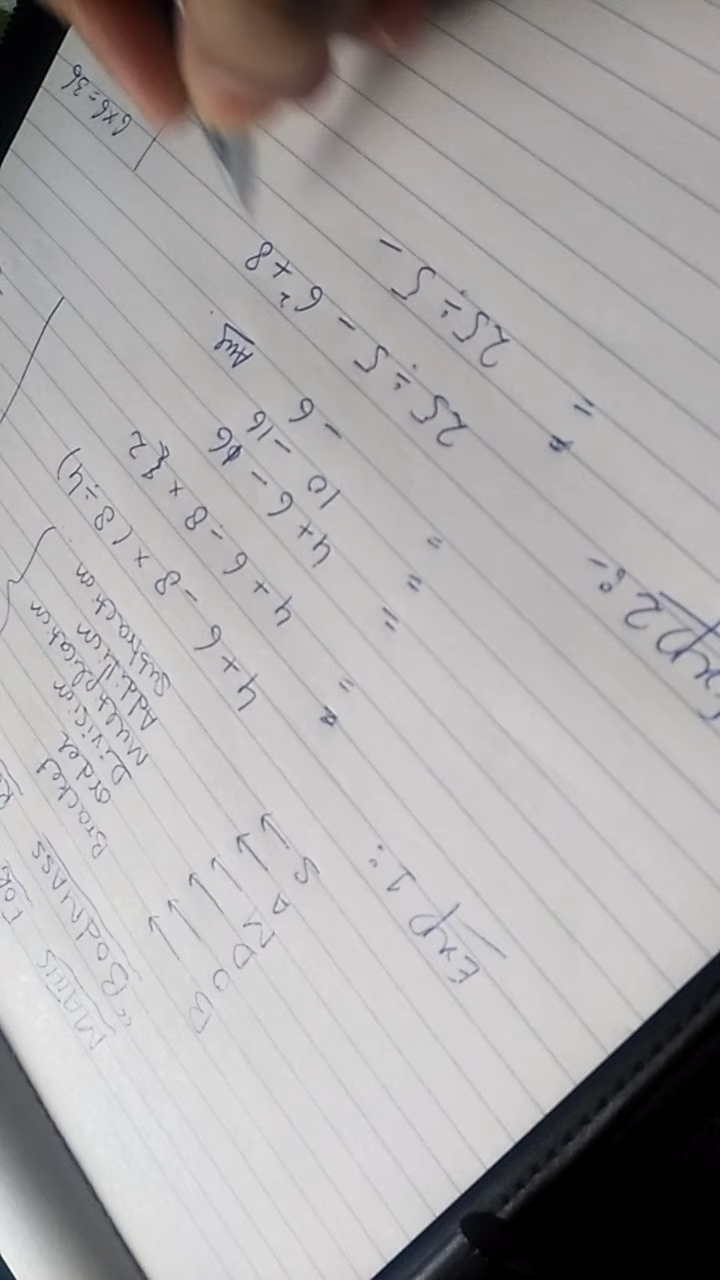 MATHS FOR
"BODMASS
B → Bracket
O → order
D → Division
M → Multiplication
A → Addition
S → Subtraction
Exp 1:
* 4 + 6 - 8 × (8 ÷ 4)
= 4 + 6 - 8 × 2
= 4 + 6 - 16
= 10 - 16
= - 6 Ans
Exp 2:-
* 25 ÷ 5 - 6² + 8
= 25 ÷ 5 -
6×6=36